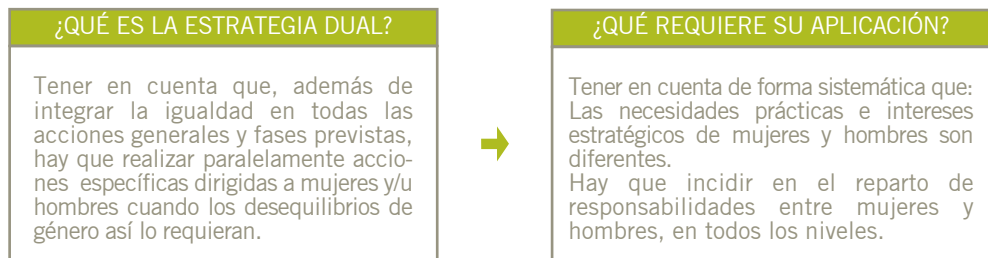 ¿QUÉ ES LA ESTRATEGIA DUAL?
Tener en cuenta que, además de
integrar la igualdad en todas las
acciones generales y fases previstas,
hay que realizar paralelamente accio-
nes específicas dirigidas a mujeres y/u
hombres cuando los desequilibrios de
género así lo requieran.
¿QUÉ REQUIERE SU APLICACIÓN?
Tener en cuenta de forma sistemática que:
Las necesidades prácticas e intereses
estratégicos de mujeres y hombres son
diferentes.
Hay que incidir en el reparto de
responsabilidades entre mujeres y
hombres, en todos los niveles.